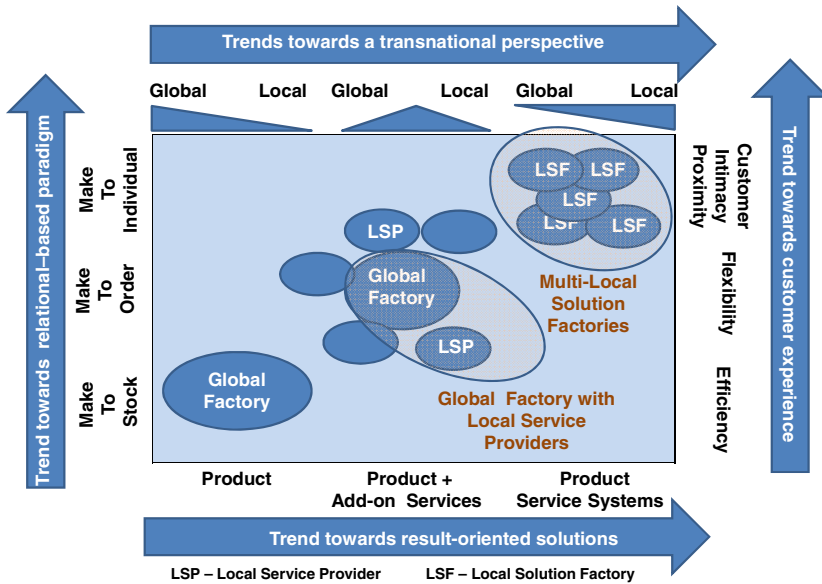 Trends towards a transnational perspective
Global Local Global Local Global Local
Trend towards relational–based paradigm
Make
To
Individual
Make
To
Order
Make
To
Stock
LSF LSF
LSF
LSF LSF
LSP
Global
Factory
LSP
Global
Factory
Multi-Local
Solution
Factories
Global Factory with
Local Service
Providers
Customer
Intimacy
Proximity
Flexibility
Efficiency
Trend towards customer experience
Product
Product +
Add-on Services
Product
Service Systems
Trend towards result-oriented solutions
LSP – Local Service Provider LSF – Local Solution Factory